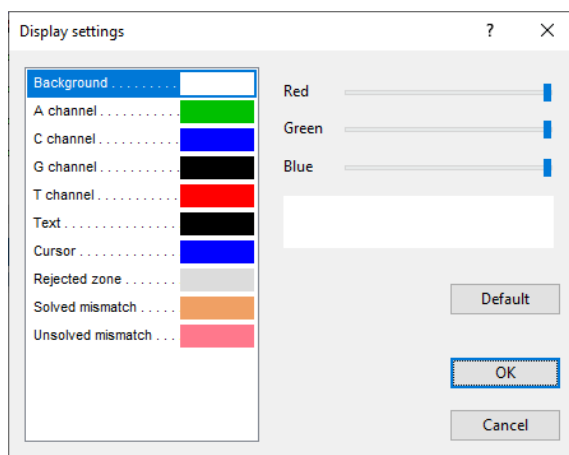 Display settings ?
Background . . . . . . . . .
A channel . . . . . . . . . . .
C channel . . . . . . . . . . .
G channel . . . . . . . . . . .
T channel . . . . . . . . . . .
Text . . . . . . . . . . . . . . .
Cursor . . . . . . . . . . . . .
Rejected zone . . . . . . .
Solved mismatch . . . . .
Unsolved mismatch . . .
Red
Green
Blue
Default
OK
Cancel